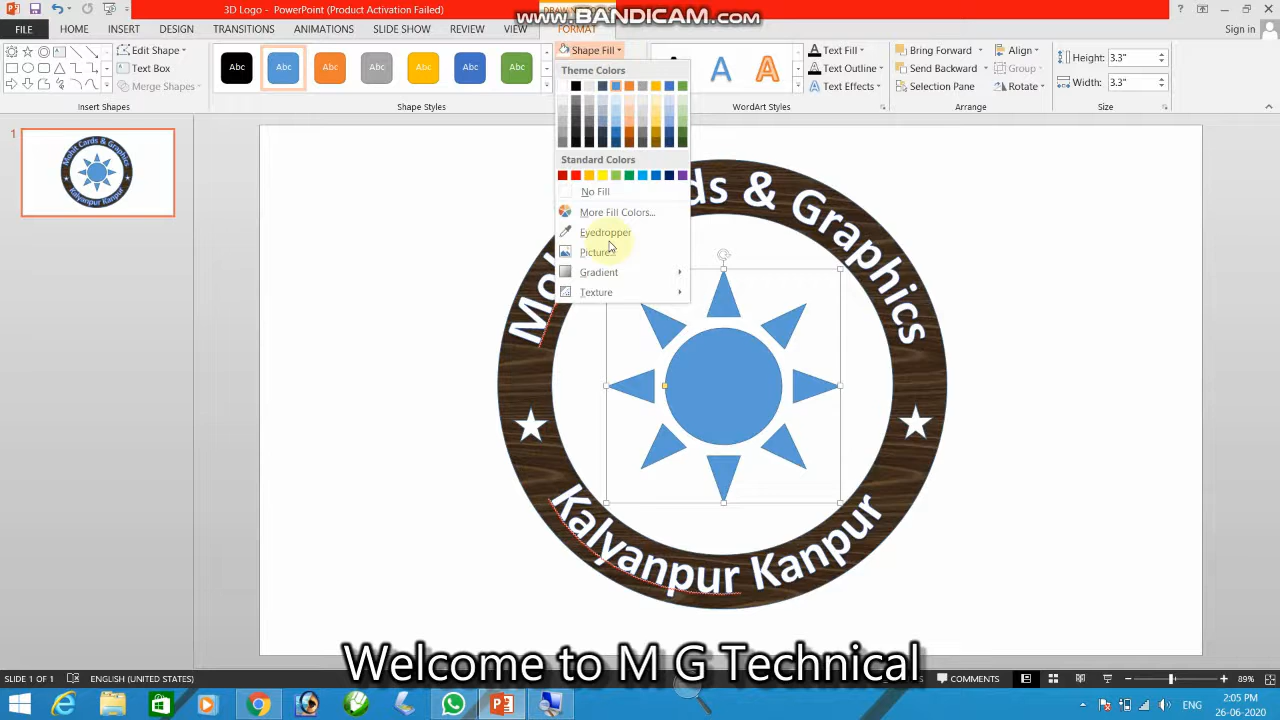 3D Logo - PowerPoint (Product Activation Failed)
www.BANDICAM.com
FILE HOME INSERT DESIGN TRANSITIONS ANIMATIONS SLIDE SHOW REVIEW VIEW FORMAT Sign in
Edit Shape
Text Box
Insert Shapes
Abc Abc Abc Abc Abc Abc Abc
Shape Styles
Shape Fill
Theme Colors
Standard Colors
No Fill
More Fill Colors...
Eyedropper
Picture...
Gradient
Texture
Text Fill
Text Outline
Text Effects
WordArt Styles
Bring Forward
Send Backward
Selection Pane
Align
Group
Rotate
Arrange
Height: 3.3"
Width: 3.3"
Size
1
Mohit Cards & Graphics
Kalyanpur Kanpur
ds & Graphics
Kalyanpur Kanpur
Welcome to M G Technical
SLIDE 1 OF 1 ENGLISH (UNITED STATES) COMMENTS 89%
2:05 PM
26-06-2020